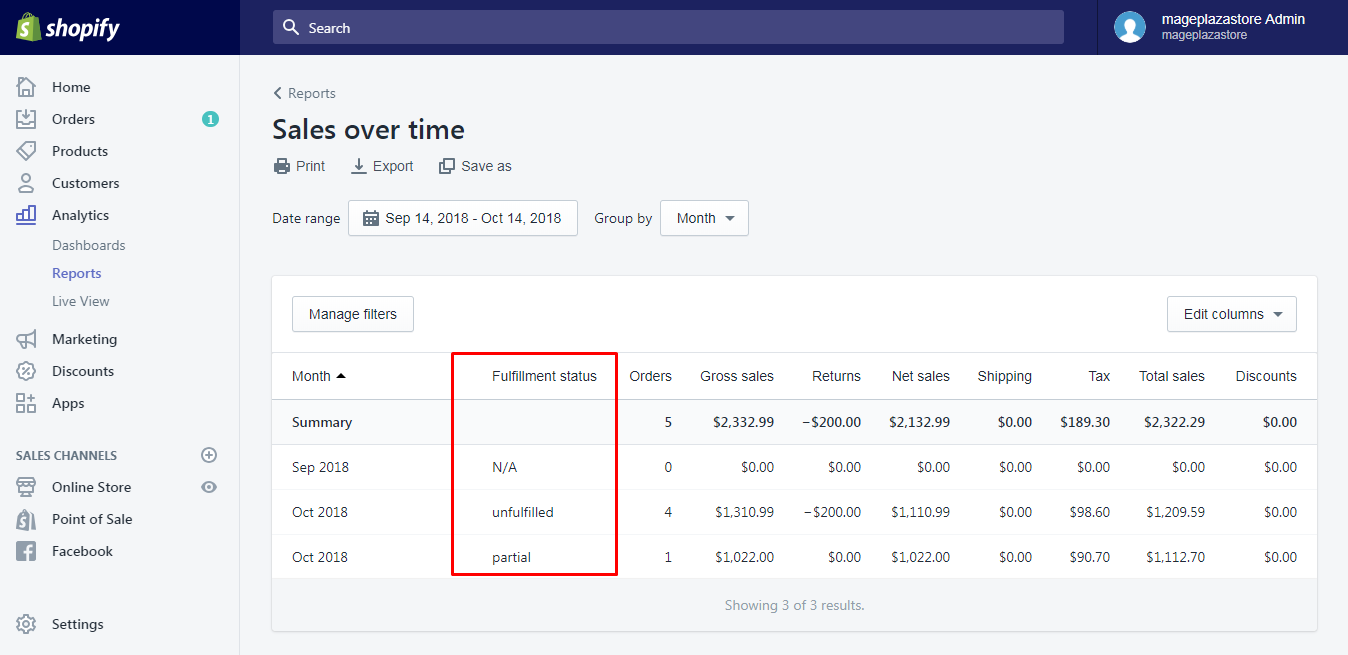 shopify
Search
mageplazastore Admin
mageplazastore
Home
Orders 1
Products
Customers
Analytics
Dashboards
Reports
Live View
Marketing
Discounts
Apps
SALES CHANNELS
Online Store
Point of Sale
Facebook
Settings
Reports
Sales over time
Print Export Save as
Date range Sep 14, 2018 - Oct 14, 2018 Group by Month
Manage filters Edit columns
Month Fulfillment status Orders Gross sales Returns Net sales Shipping Tax Total sales Discounts
Summary 5 $2,332.99 −$200.00 $2,132.99 $0.00 $189.30 $2,322.29 $0.00
Sep 2018 N/A 0 $0.00 $0.00 $0.00 $0.00 $0.00 $0.00 $0.00
Oct 2018 unfulfilled 4 $1,310.99 −$200.00 $1,110.99 $0.00 $98.60 $1,209.59 $0.00
Oct 2018 partial 1 $1,022.00 $0.00 $1,022.00 $0.00 $90.70 $1,112.70 $0.00
Showing 3 of 3 results.